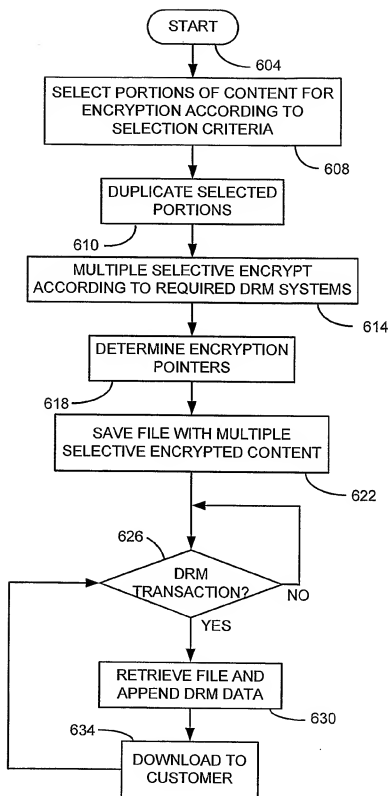 START
604
SELECT PORTIONS OF CONTENT FOR
ENCRYPTION ACCORDING TO
SELECTION CRITERIA
608
DUPLICATE SELECTED
PORTIONS
610
MULTIPLE SELECTIVE ENCRYPT
ACCORDING TO REQUIRED DRM SYSTEMS
614
DETERMINE ENCRYPTION
POINTERS
618
SAVE FILE WITH MULTIPLE
SELECTIVE ENCRYPTED CONTENT
622
626
DRM
TRANSACTION?
NO
YES
RETRIEVE FILE AND
APPEND DRM DATA
630
634
DOWNLOAD TO
CUSTOMER